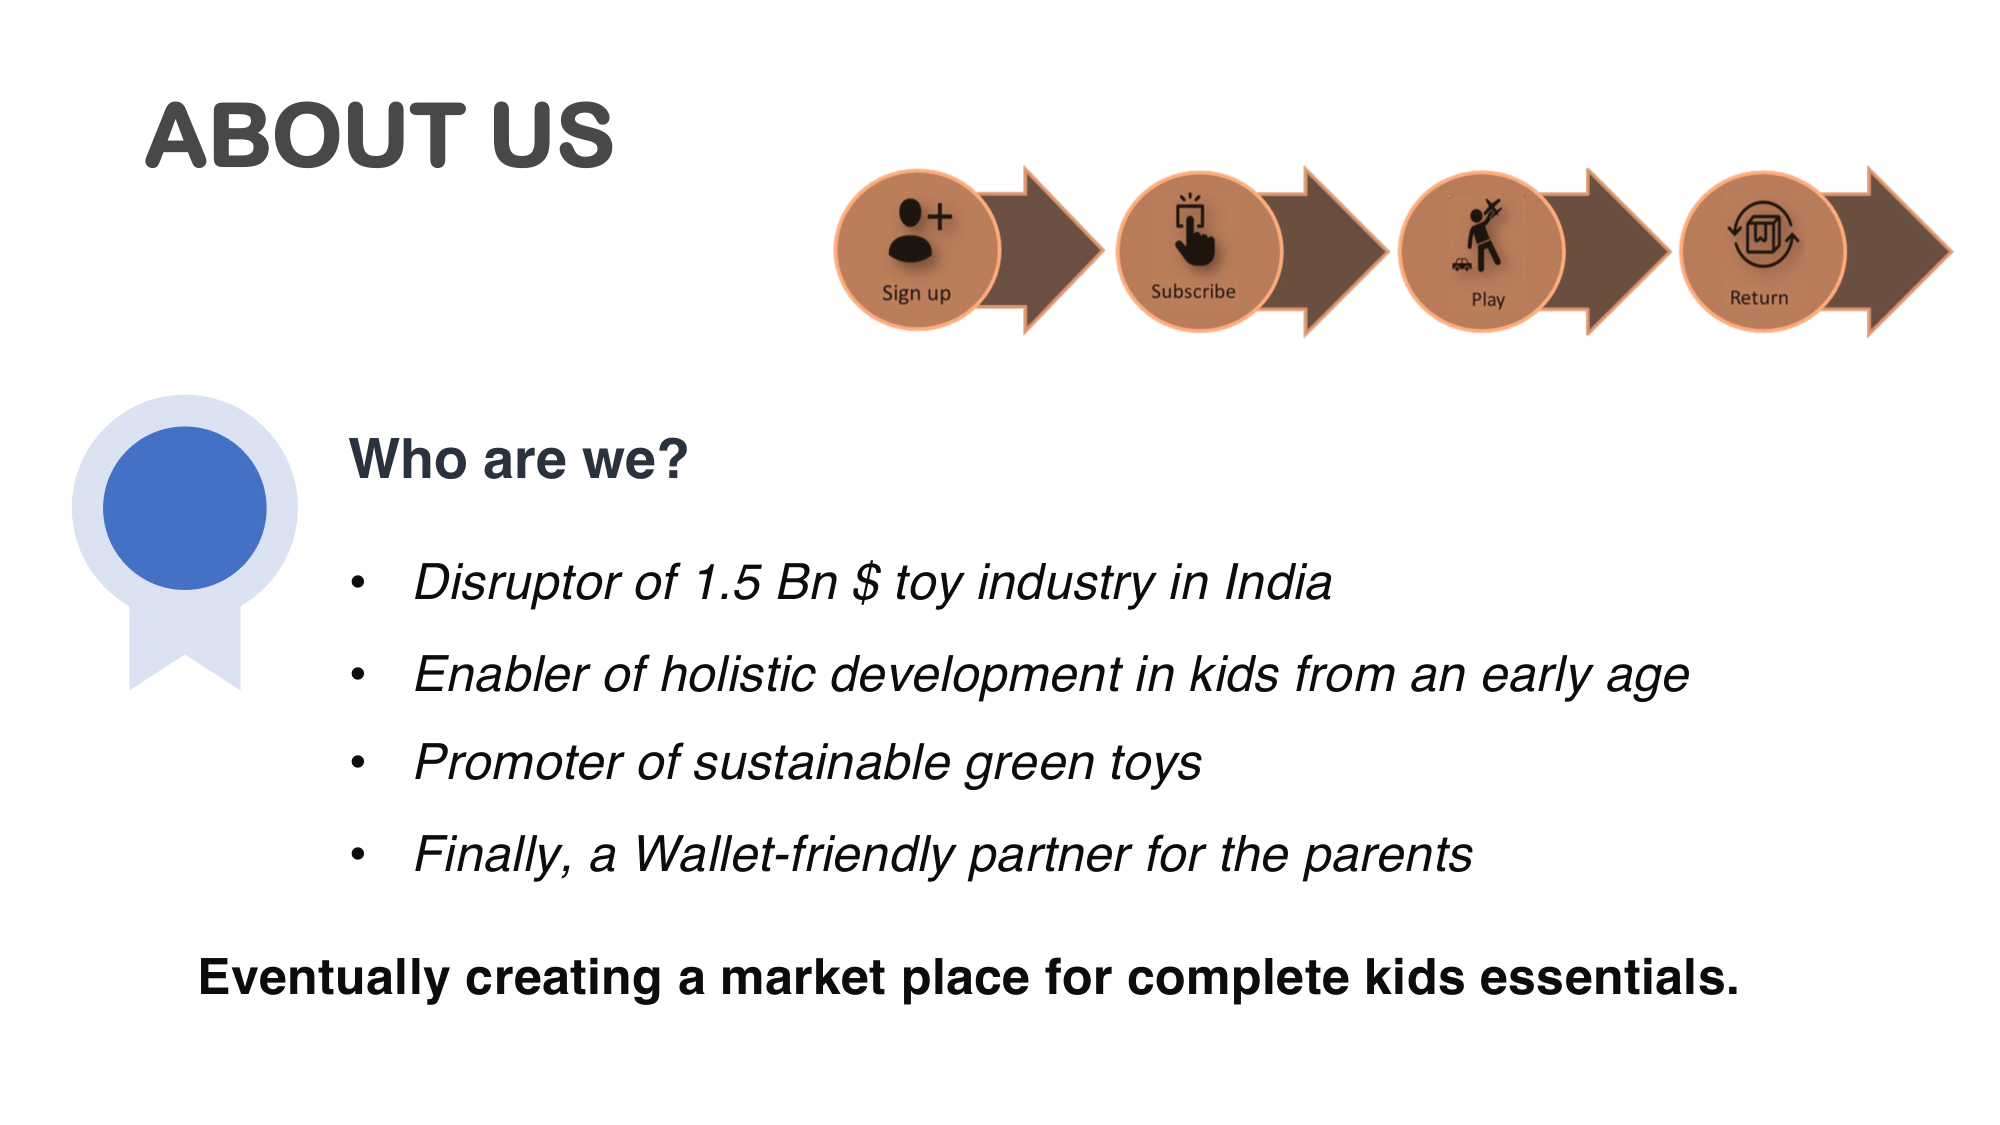 ABOUT US
Sign up
Subscribe
Play
Return
Who are we?
• Disruptor of 1.5 Bn $ toy industry in India
• Enabler of holistic development in kids from an early age
• Promoter of sustainable green toys
• Finally, a Wallet-friendly partner for the parents
Eventually creating a market place for complete kids essentials.